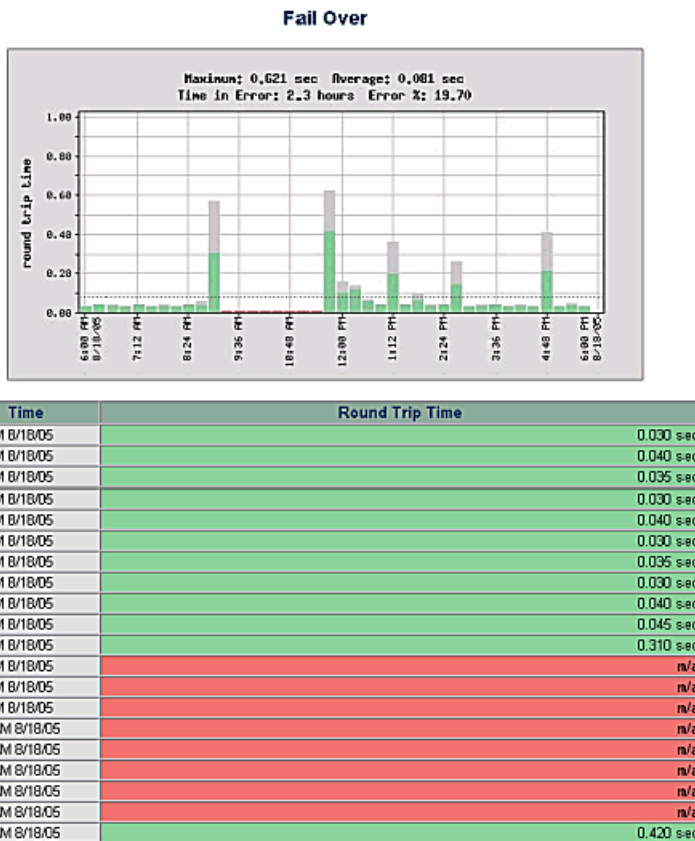 Fail Over
Maximum: 0.621 sec Average: 0.081 sec
Time in Error: 2.3 hours Error %: 19.70
round trip time
1.00
0.80
0.60
0.40
0.20
0.00
6:00 AM
8/18/05
7:12 AM
8:24 AM
9:36 AM
10:48 AM
12:00 PM
1:12 PM
2:24 PM
3:36 PM
4:48 PM
6:00 PM
8/18/05
Time Round Trip Time
M 8/18/05 0.030 sec
M 8/18/05 0.040 sec
M 8/18/05 0.035 sec
M 8/18/05 0.030 sec
M 8/18/05 0.040 sec
M 8/18/05 0.030 sec
M 8/18/05 0.035 sec
M 8/18/05 0.030 sec
M 8/18/05 0.040 sec
M 8/18/05 0.045 sec
M 8/18/05 0.310 sec
M 8/18/05 n/a
M 8/18/05 n/a
M 8/18/05 n/a
M 8/18/05 n/a
M 8/18/05 n/a
M 8/18/05 n/a
M 8/18/05 n/a
M 8/18/05 n/a
M 8/18/05 0.420 sec